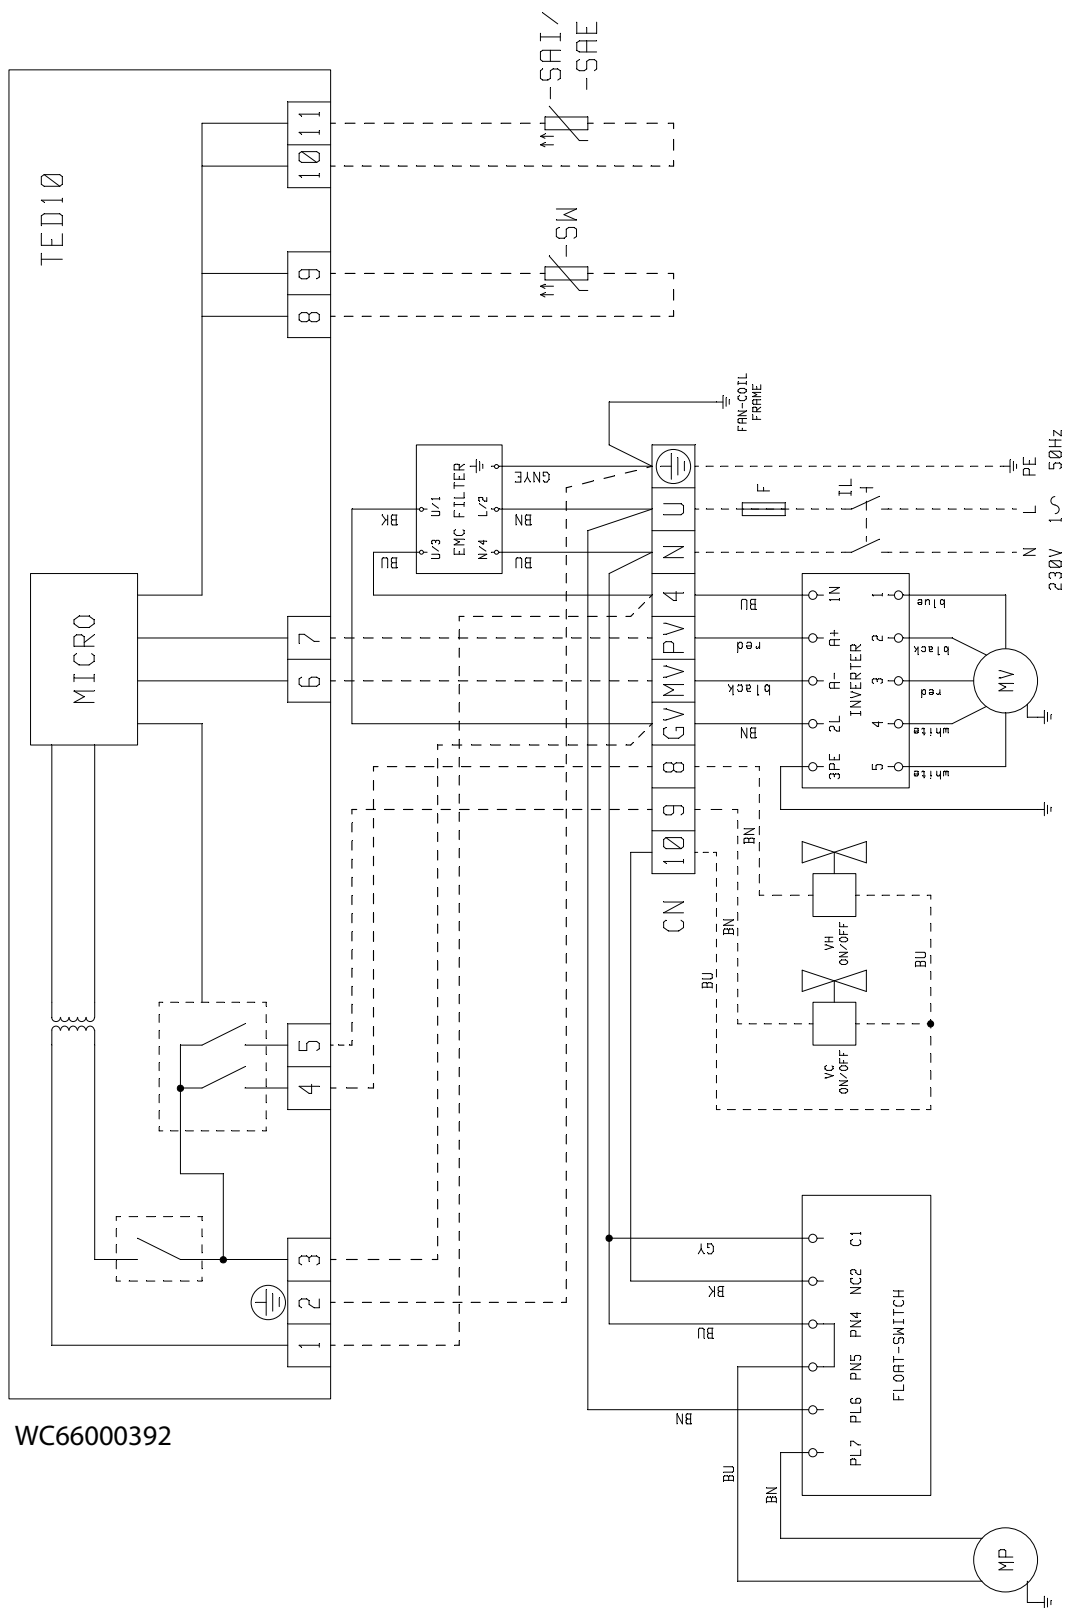 TED10
MICRO
11
10
9
8
7
6
5
4
3
2
1
-SAI/
-SAE
-SW
FAN-COIL
FRAME
EMC FILTER
U/1
U/3
L/2
N/4
BK
BU
GNYE
BN
BU
U
N
4
PV
MV
GV
8
9
10
CN
F
IL
PE
L
N
230V 1~ 50Hz
BU
red
black
BN
1N
A+
A-
2L
3PE
INVERTER
1
2
3
4
5
blue
black
red
white
white
MV
BN
BN
BU
VH
ON/OFF
VC
ON/OFF
BU
GY
BK
BU
BN
BU
BN
C1
NC2
PN4
PN5
PL6
PL7
FLOAT-SWITCH
MP
WC66000392